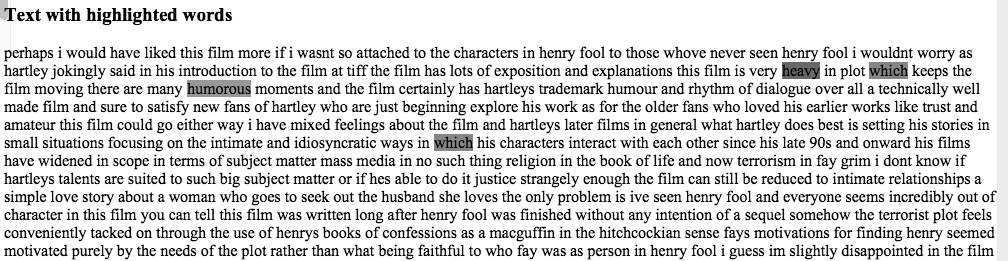 Text with highlighted words
perhaps i would have liked this film more if i wasnt so attached to the characters in henry fool to those whove never seen henry fool i wouldnt worry as
hartley jokingly said in his introduction to the film at tiff the film has lots of exposition and explanations this film is very heavy in plot which keeps the
film moving there are many humorous moments and the film certainly has hartleys trademark humour and rhythm of dialogue over all a technically well
made film and sure to satisfy new fans of hartley who are just beginning explore his work as for the older fans who loved his earlier works like trust and
amateur this film could go either way i have mixed feelings about the film and hartleys later films in general what hartley does best is setting his stories in
small situations focusing on the intimate and idiosyncratic ways in which his characters interact with each other since his late 90s and onward his films
have widened in scope in terms of subject matter mass media in no such thing religion in the book of life and now terrorism in fay grim i dont know if
hartleys talents are suited to such big subject matter or if hes able to do it justice strangely enough the film can still be reduced to intimate relationships a
simple love story about a woman who goes to seek out the husband she loves the only problem is ive seen henry fool and everyone seems incredibly out of
character in this film you can tell this film was written long after henry fool was finished without any intention of a sequel somehow the terrorist plot feels
conveniently tacked on through the use of henrys books of confessions as a macguffin in the hitchcockian sense fays motivations for finding henry seemed
motivated purely by the needs of the plot rather than what being faithful to who fay was as person in henry fool i guess im slightly disappointed in the film